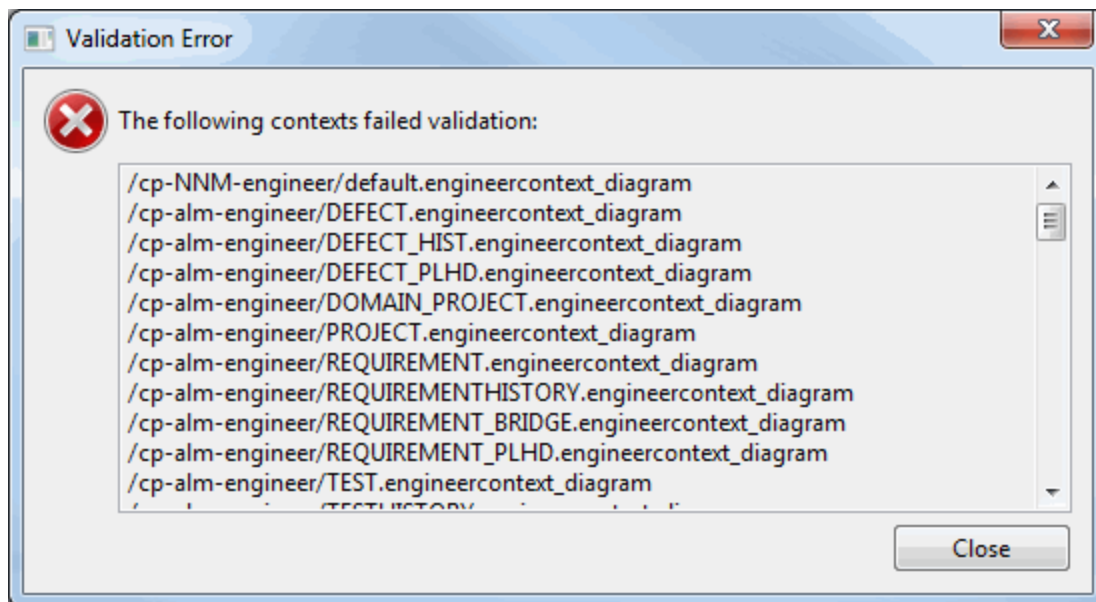 Validation Error
The following contexts failed validation:
/cp-NNM-engineer/default.engineercontext_diagram
/cp-alm-engineer/DEFECT.engineercontext_diagram
/cp-alm-engineer/DEFECT_HIST.engineercontext_diagram
/cp-alm-engineer/DEFECT_PLHD.engineercontext_diagram
/cp-alm-engineer/DOMAIN_PROJECT.engineercontext_diagram
/cp-alm-engineer/PROJECT.engineercontext_diagram
/cp-alm-engineer/REQUIREMENT.engineercontext_diagram
/cp-alm-engineer/REQUIREMENTHISTORY.engineercontext_diagram
/cp-alm-engineer/REQUIREMENT_BRIDGE.engineercontext_diagram
/cp-alm-engineer/REQUIREMENT_PLHD.engineercontext_diagram
/cp-alm-engineer/TEST.engineercontext_diagram
Close